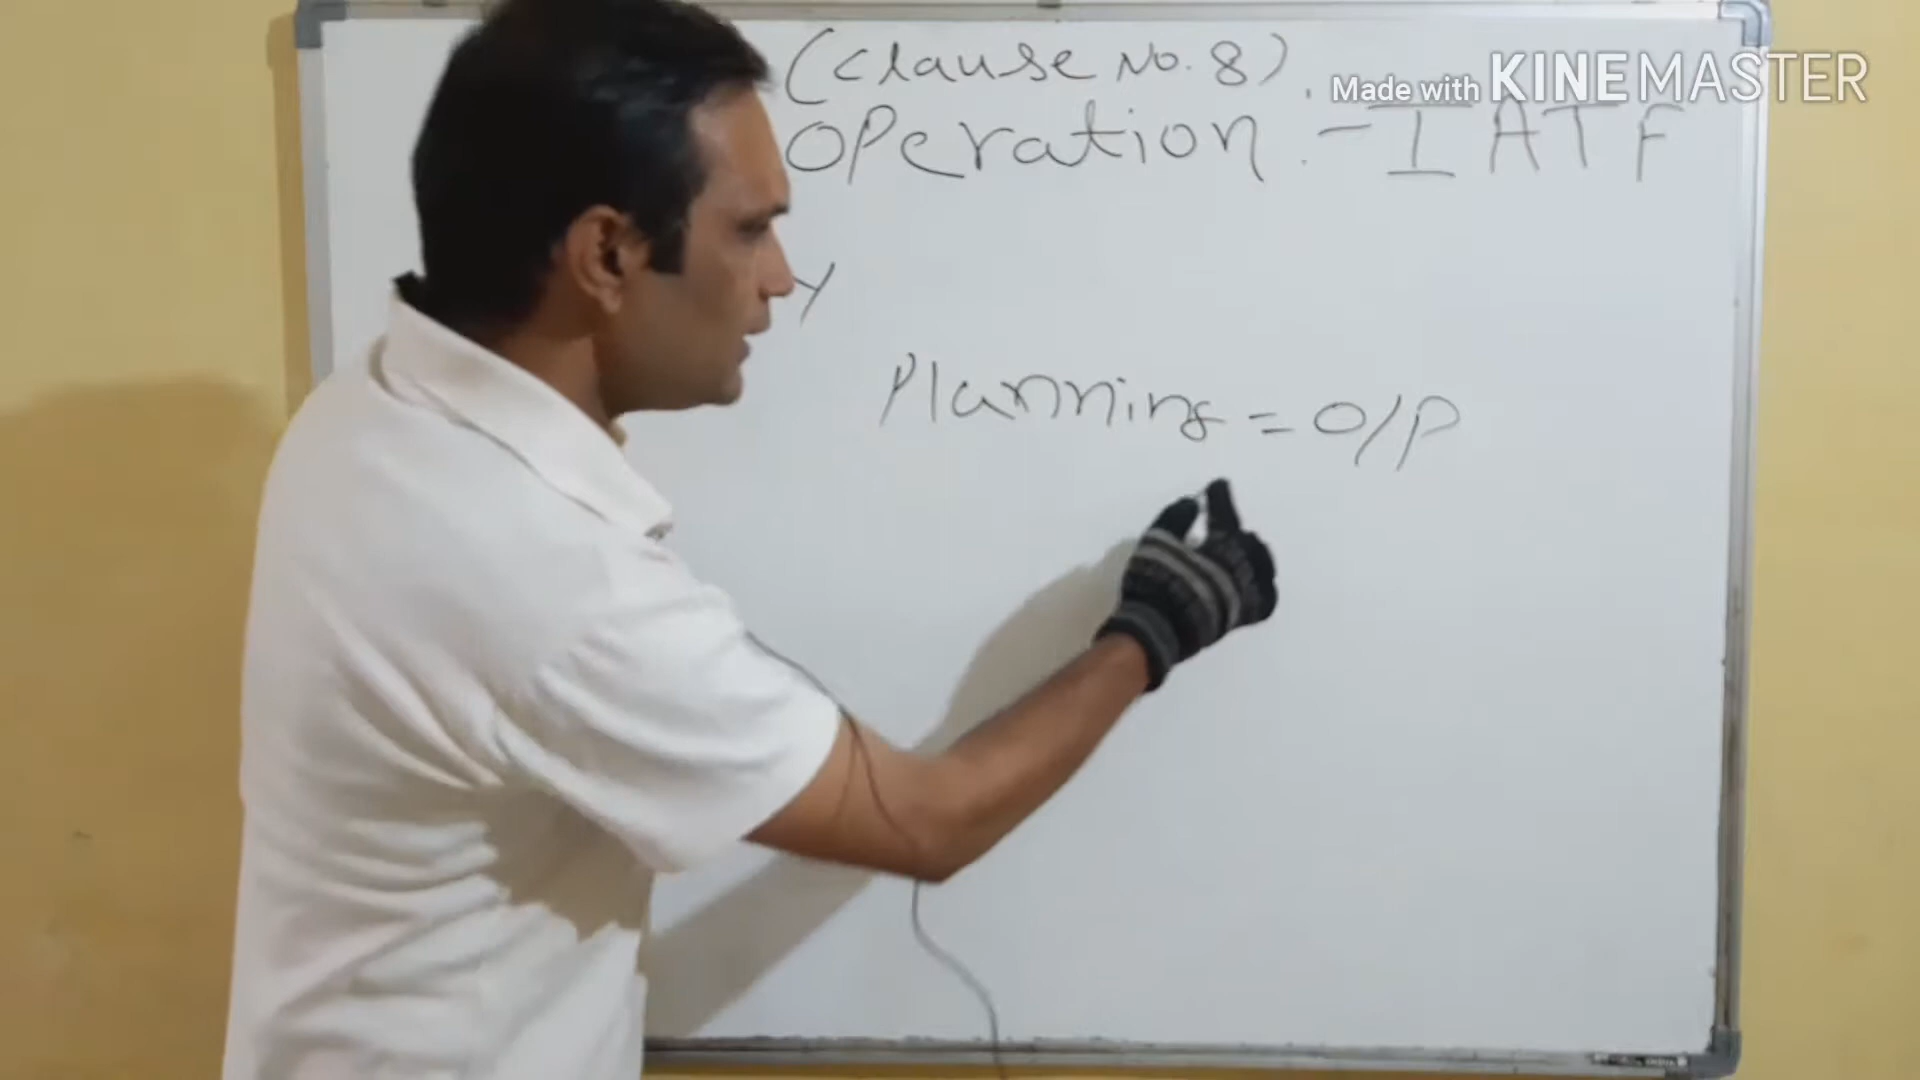 (Clause No. 8).
Made with KINEMASTER
Operation. - IATF
y
Planning = O/P